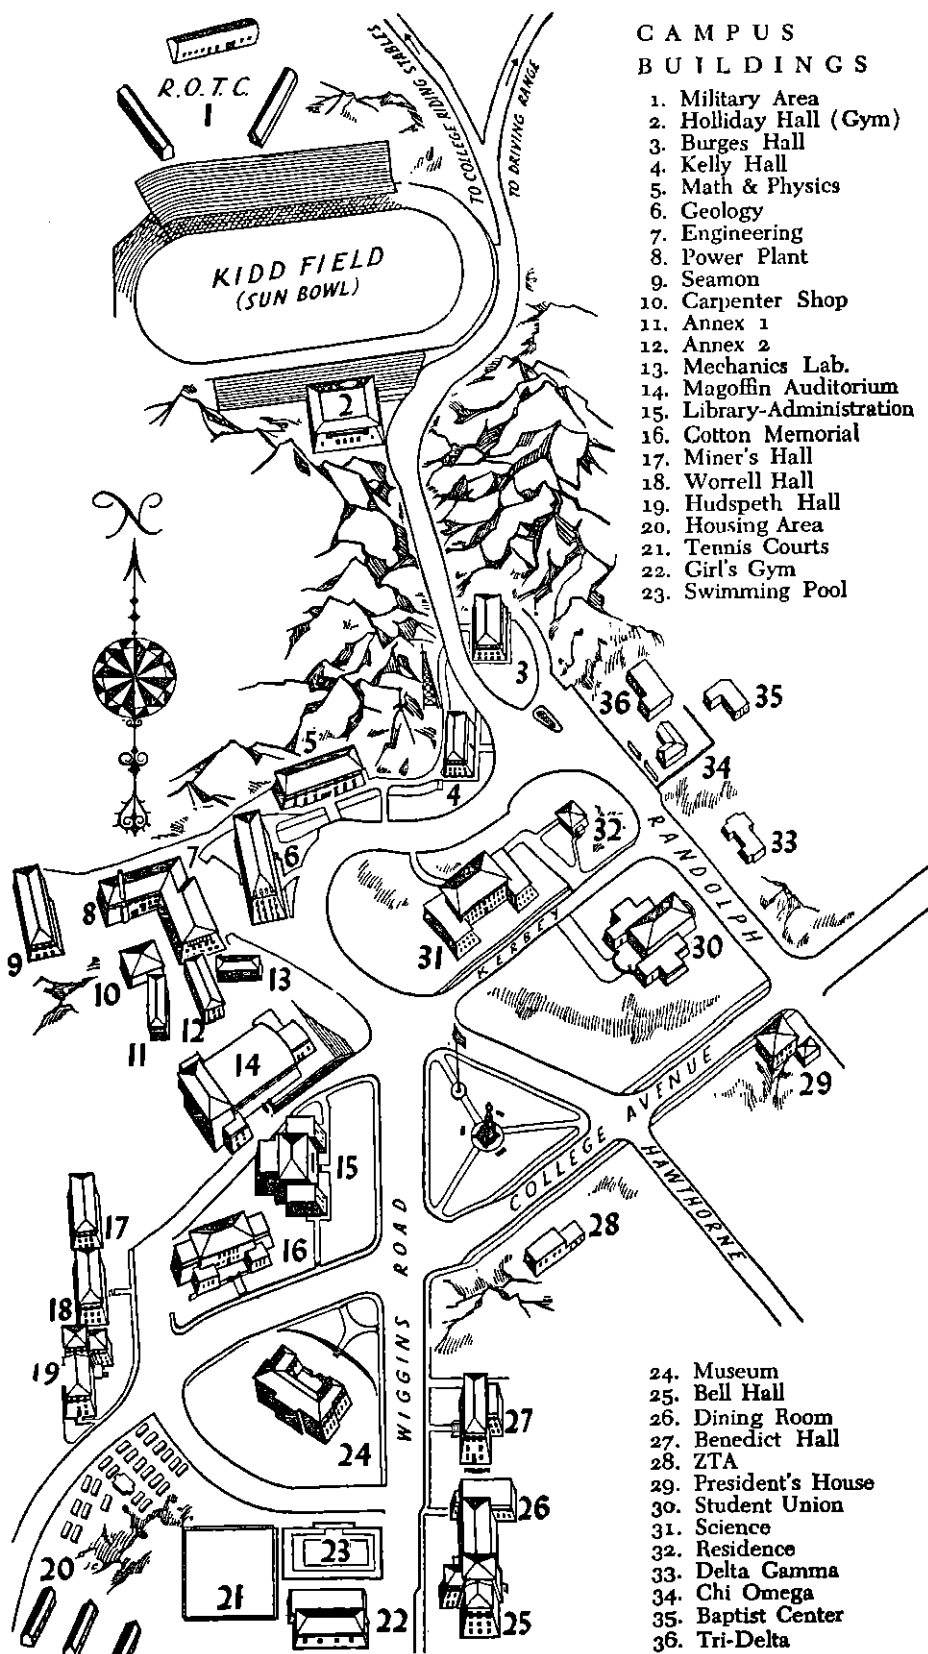 CAMPUS
BUILDINGS
1. Military Area
2. Holliday Hall (Gym)
3. Burges Hall
4. Kelly Hall
5. Math & Physics
6. Geology
7. Engineering
8. Power Plant
9. Seamon
10. Carpenter Shop
11. Annex 1
12. Annex 2
13. Mechanics Lab.
14. Magoffin Auditorium
15. Library-Administration
16. Cotton Memorial
17. Miner's Hall
18. Worrell Hall
19. Hudspeth Hall
20. Housing Area
21. Tennis Courts
22. Girl's Gym
23. Swimming Pool
R.O.T.C.
1
TO COLLEGE RIDING STABLES
TO DRIVING RANGE
KIDD FIELD
(SUN BOWL)
2
N
3
36
35
34
5
4
32
33
RANDOLPH
6
7
8
9
31
KERBEY
30
10
13
11
12
14
29
COLLEGE AVENUE
HAWTHORNE
15
16
17
28
WIGGINS ROAD
18
19
24
27
26
20
23
21
22
25
24. Museum
25. Bell Hall
26. Dining Room
27. Benedict Hall
28. ZTA
29. President's House
30. Student Union
31. Science
32. Residence
33. Delta Gamma
34. Chi Omega
35. Baptist Center
36. Tri-Delta